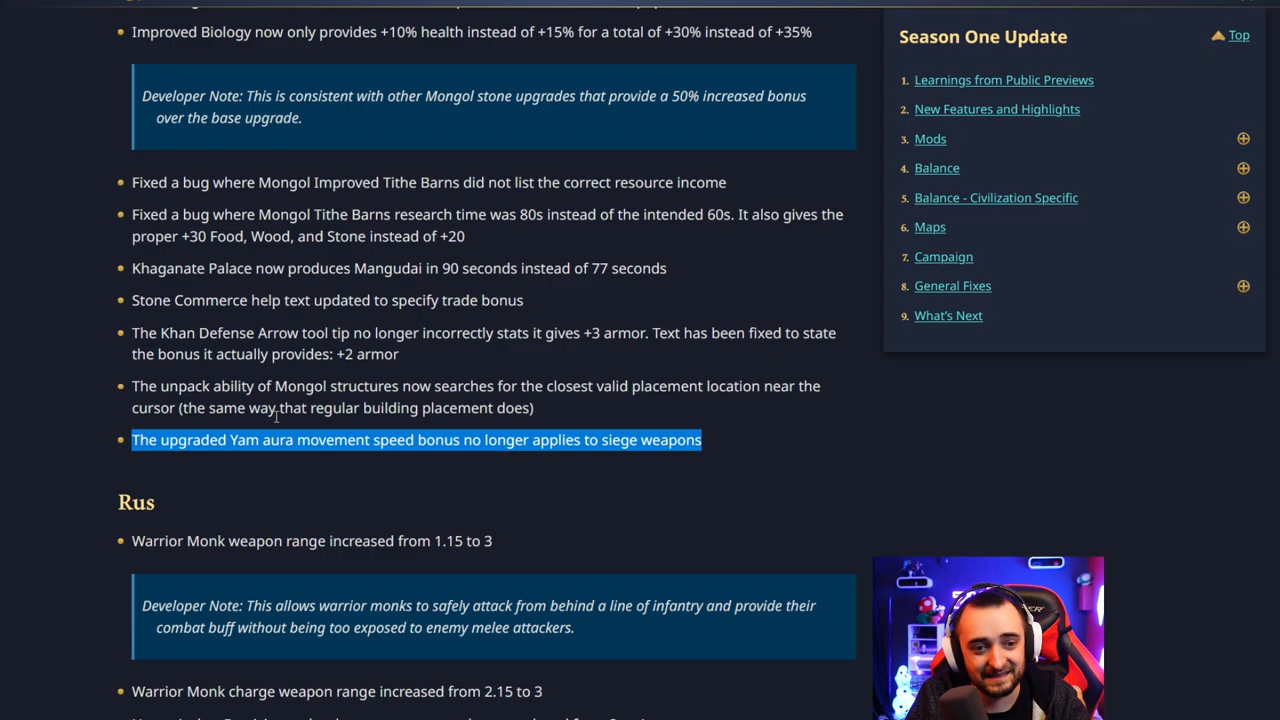 Improved Biology now only provides +10% health instead of +15% for a total of +30% instead of +35%
Developer Note: This is consistent with other Mongol stone upgrades that provide a 50% increased bonus
over the base upgrade.
Fixed a bug where Mongol Improved Tithe Barns did not list the correct resource income
Fixed a bug where Mongol Tithe Barns research time was 80s instead of the intended 60s. It also gives the
proper +30 Food, Wood, and Stone instead of +20
Khaganate Palace now produces Mangudai in 90 seconds instead of 77 seconds
Stone Commerce help text updated to specify trade bonus
The Khan Defense Arrow tool tip no longer incorrectly stats it gives +3 armor. Text has been fixed to state
the bonus it actually provides: +2 armor
The unpack ability of Mongol structures now searches for the closest valid placement location near the
cursor (the same way that regular building placement does)
The upgraded Yam aura movement speed bonus no longer applies to siege weapons
Rus
Warrior Monk weapon range increased from 1.15 to 3
Developer Note: This allows warrior monks to safely attack from behind a line of infantry and provide their
combat buff without being too exposed to enemy melee attackers.
Warrior Monk charge weapon range increased from 2.15 to 3
Season One Update
Top
1. Learnings from Public Previews
2. New Features and Highlights
3. Mods
4. Balance
5. Balance - Civilization Specific
6. Maps
7. Campaign
8. General Fixes
9. What's Next